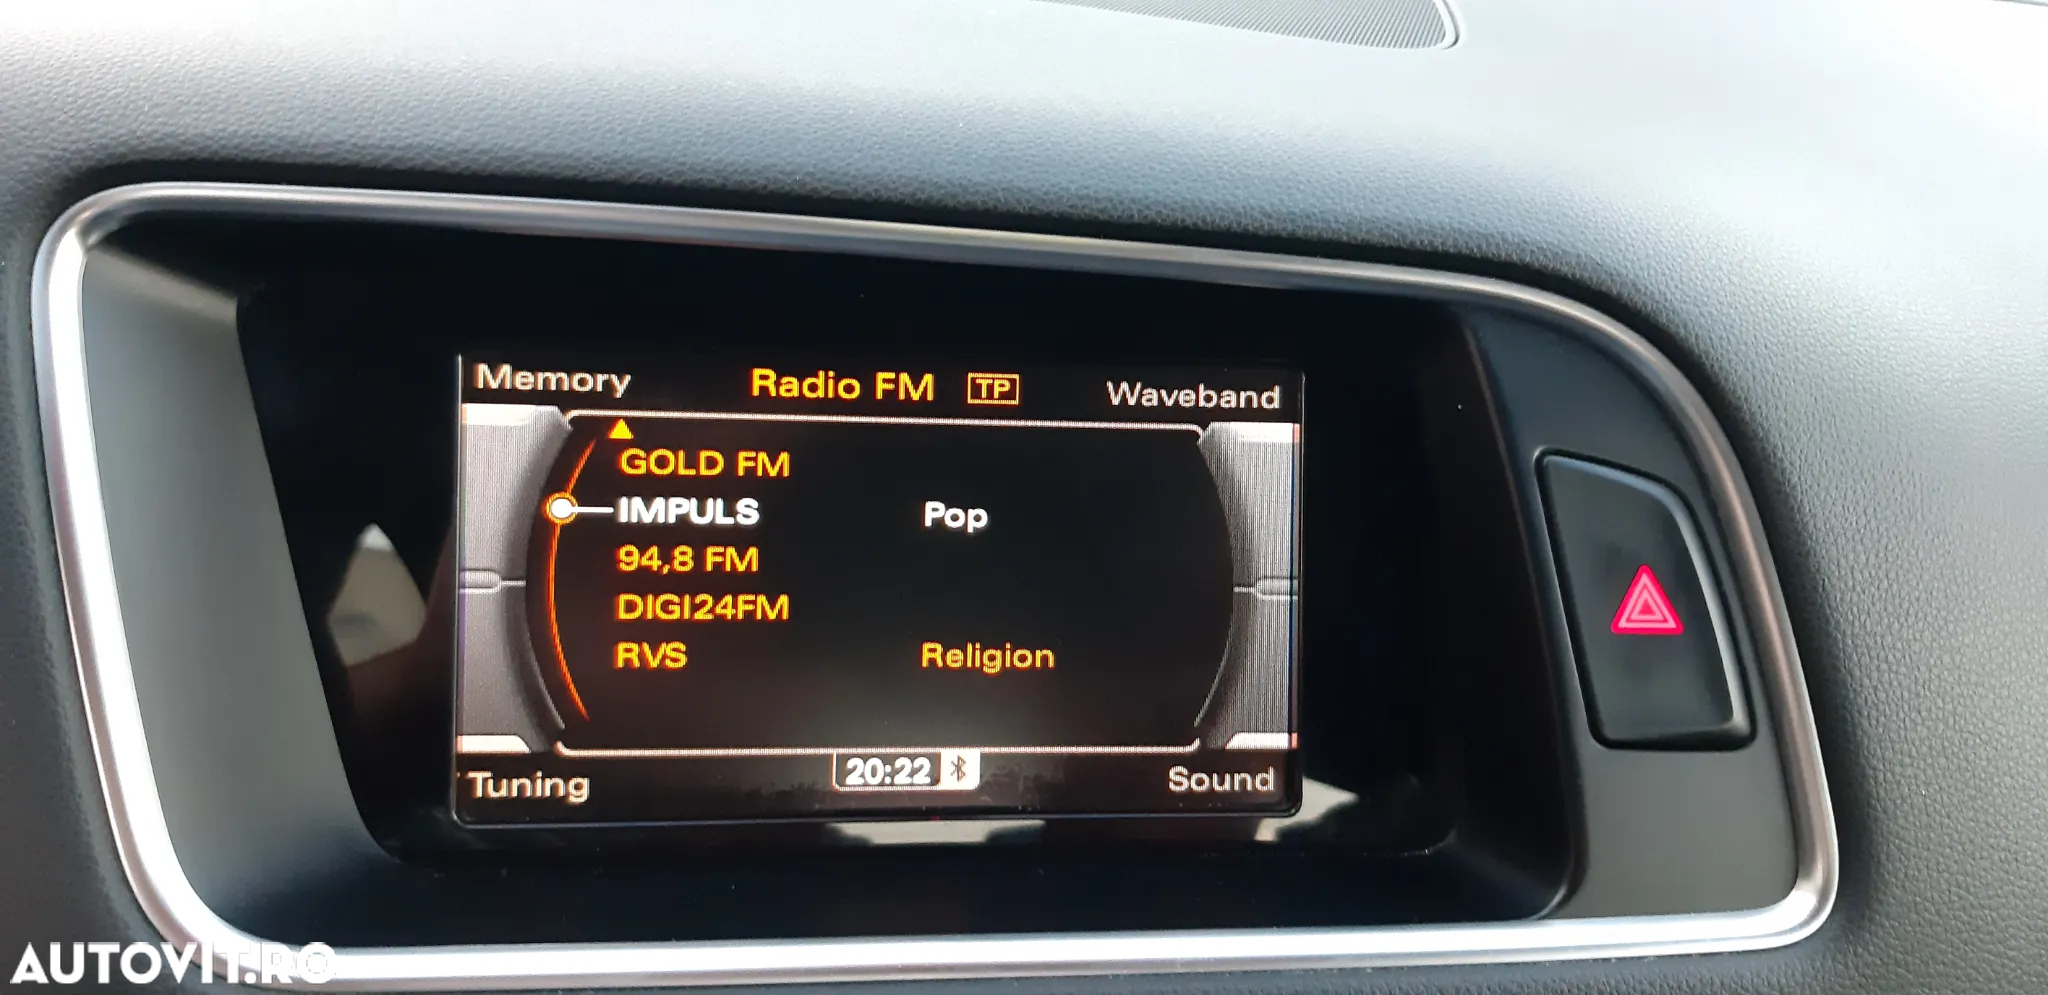 Memory Radio FM TP Waveband
GOLD FM
IMPULS Pop
94,8 FM
DIGI24FM
RVS Religion
Tuning 20:22 Sound
AUTOVIT.RO